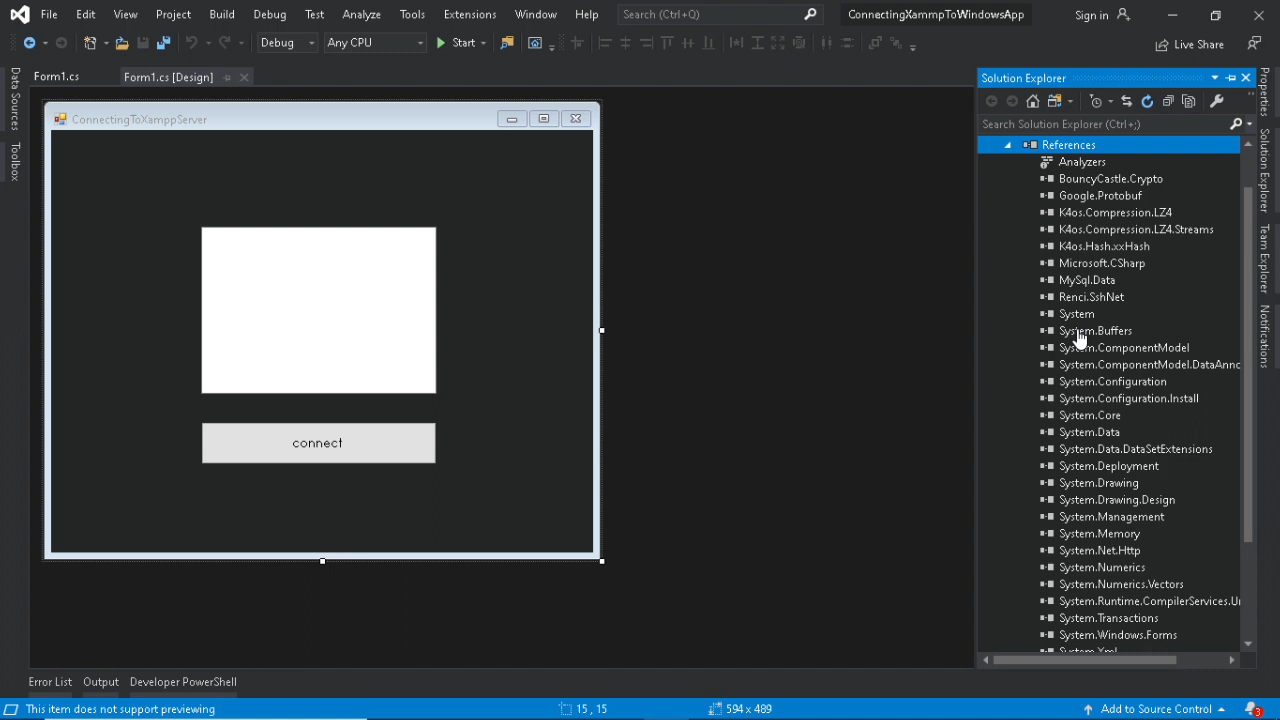 File Edit View Project Build Debug Test Analyze Tools Extensions Window Help Search (Ctrl+Q) ConnectingXammpToWindowsApp Sign in
Debug Any CPU Start Live Share
Form1.cs Form1.cs [Design]
Data Sources
Toolbox
ConnectingToXamppServer
connect
Solution Explorer
Search Solution Explorer (Ctrl+;)
References
Analyzers
BouncyCastle.Crypto
Google.Protobuf
K4os.Compression.LZ4
K4os.Compression.LZ4.Streams
K4os.Hash.xxHash
Microsoft.CSharp
MySql.Data
Renci.SshNet
System
System.Buffers
System.ComponentModel
System.ComponentModel.DataAnno
System.Configuration
System.Configuration.Install
System.Core
System.Data
System.Data.DataSetExtensions
System.Deployment
System.Drawing
System.Drawing.Design
System.Management
System.Memory
System.Net.Http
System.Numerics
System.Numerics.Vectors
System.Runtime.CompilerServices.Un
System.Transactions
System.Windows.Forms
System.Xml
Properties
Solution Explorer
Team Explorer
Notifications
Error List Output Developer PowerShell
This item does not support previewing 15 , 15 594 x 489 Add to Source Control 3